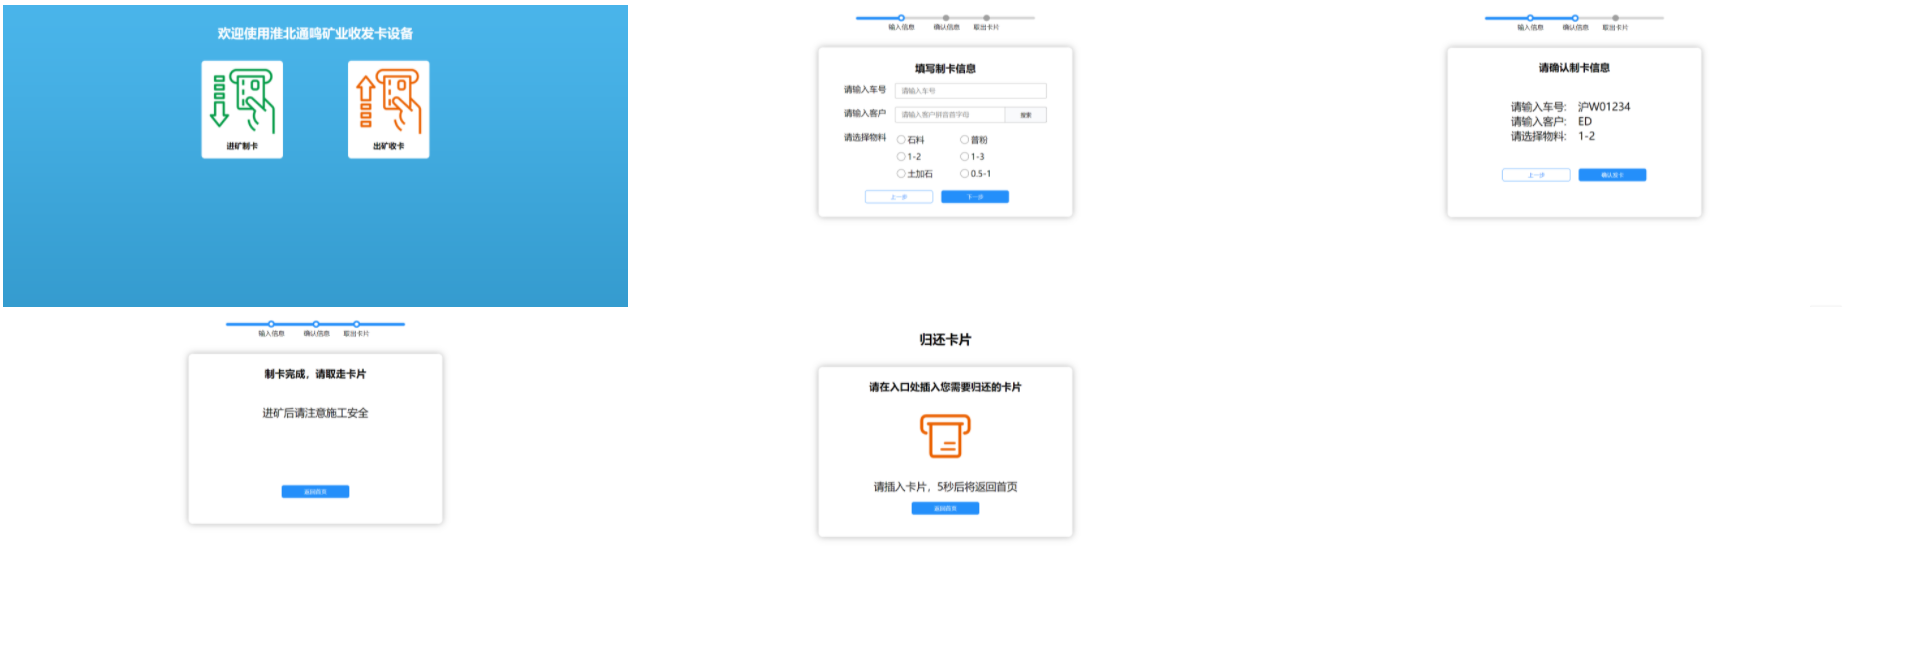 欢迎使用淮北通鸣矿业收发卡设备
进矿制卡
出矿收卡
输入信息 确认信息 取出卡片
填写制卡信息
请输入车号 请输入车号
请输入客户 请输入客户拼音首字母 搜索
请选择物料 石料 普粉
1-2 1-3
土加石 0.5-1
上一步 下一步
输入信息 确认信息 取出卡片
请确认制卡信息
请输入车号: 沪W01234
请输入客户: ED
请选择物料: 1-2
上一步 确认发卡
输入信息 确认信息 取出卡片
制卡完成，请取走卡片
进矿后请注意施工安全
返回首页
归还卡片
请在入口处插入您需要归还的卡片
请插入卡片，5秒后将返回首页
返回首页